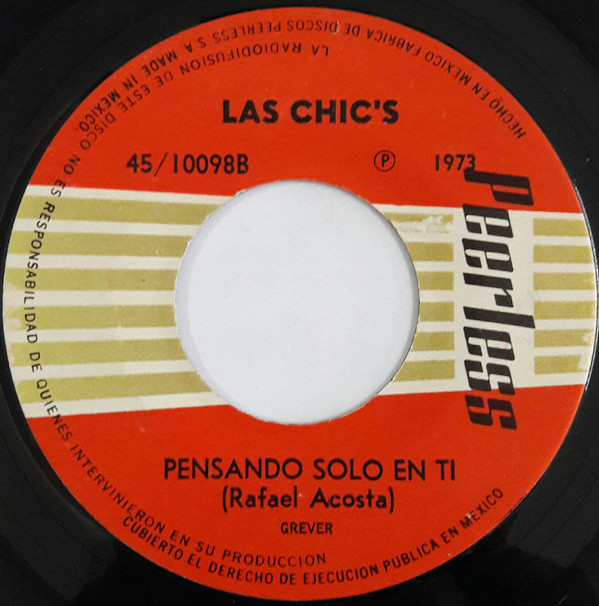 HECHO EN MEXICO FABRICA DE DISCOS PEERLESS S.A. MADE IN MEXICO
LA RADIODIFUSION DE ESTE DISCO NO ES RESPONSABILIDAD DE QUIENES INTERVINIERON EN SU PRODUCCION
LAS CHIC'S
45/10098B
Ⓟ 1973
peerless
PENSANDO SOLO EN TI
(Rafael Acosta)
GREVER
CUBIERTO EL DERECHO DE EJECUCION PUBLICA EN MEXICO